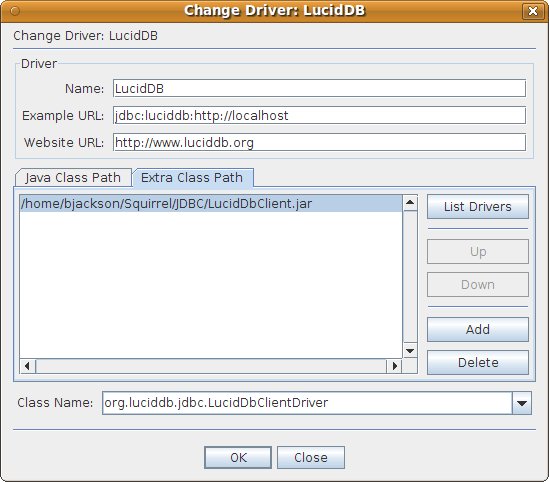 Change Driver: LucidDB
Change Driver: LucidDB
Driver
Name: LucidDB
Example URL: jdbc:luciddb:http://localhost
Website URL: http://www.luciddb.org
Java Class Path Extra Class Path
/home/bjackson/Squirrel/JDBC/LucidDbClient.jar
List Drivers
Up
Down
Add
Delete
Class Name: org.luciddb.jdbc.LucidDbClientDriver
OK Close